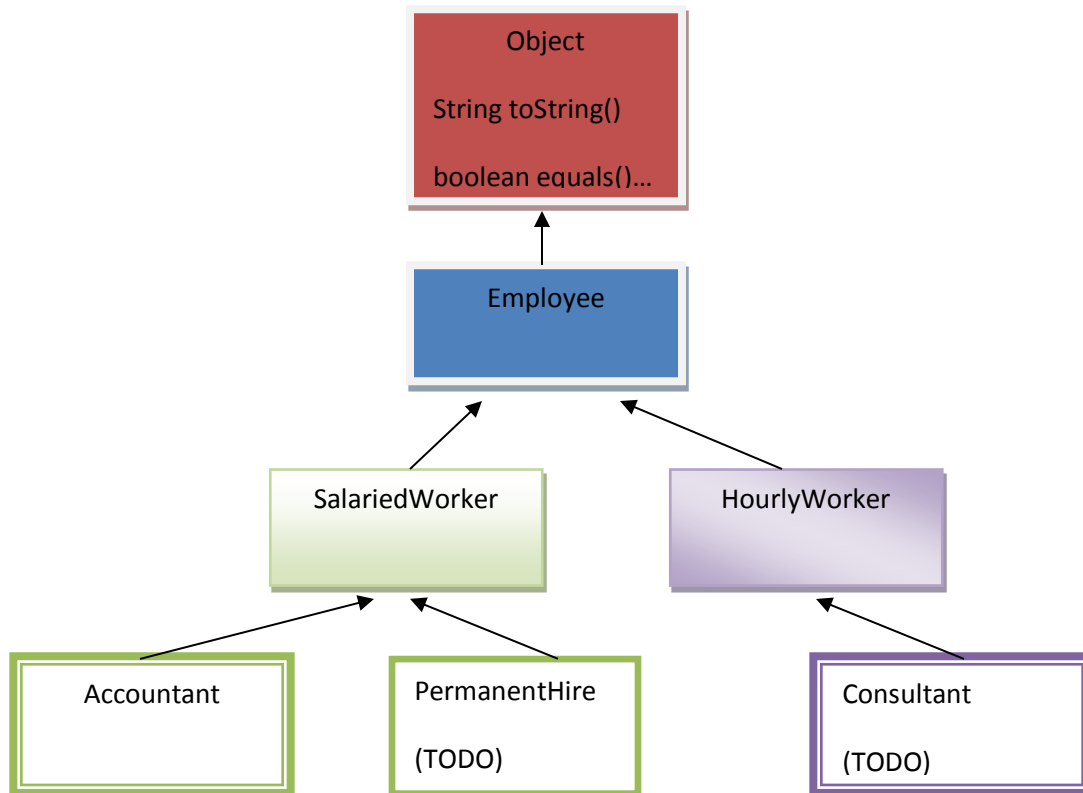 Object
String toString()
boolean equals()...
Employee
SalariedWorker
HourlyWorker
Accountant
PermanentHire
(TODO)
Consultant
(TODO)